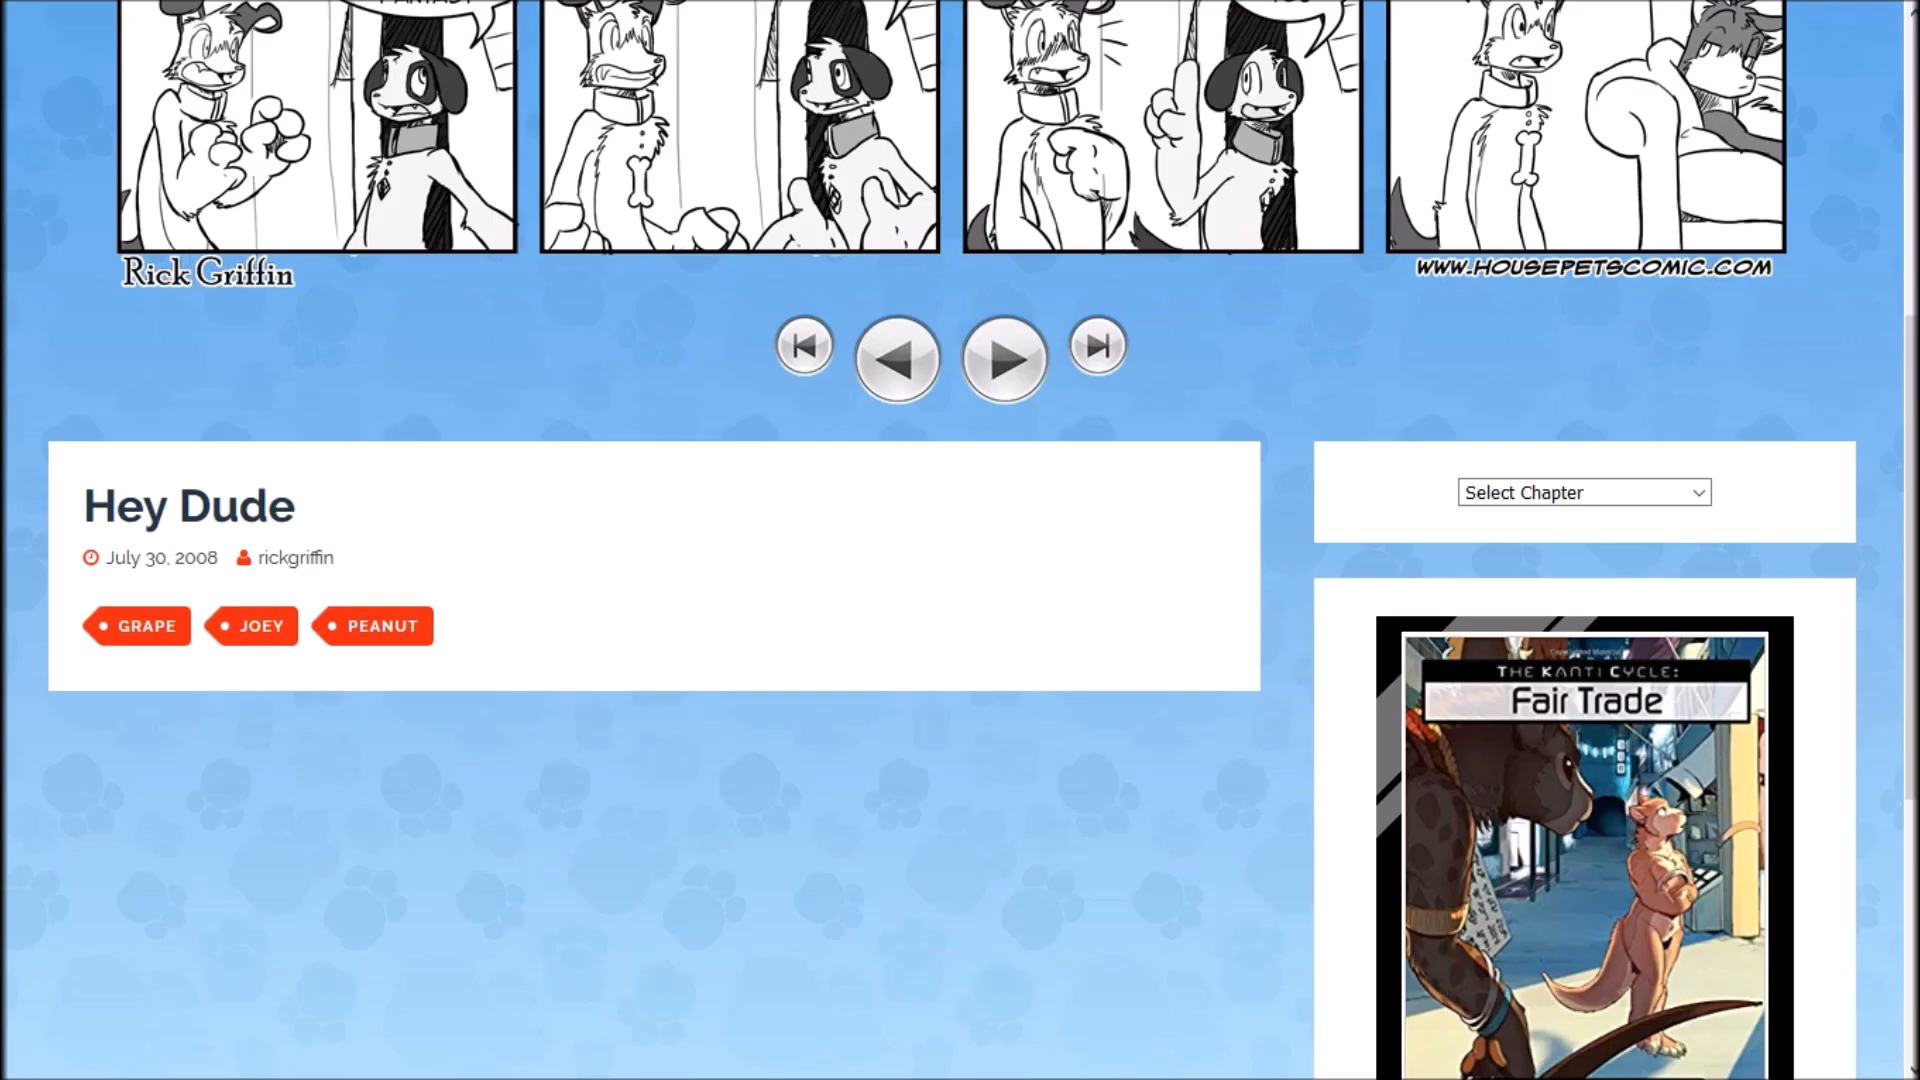 Rick Griffin
WWW.HOUSEPETSCOMIC.COM
Hey Dude
July 30, 2008 rickgriffin
GRAPE JOEY PEANUT
Select Chapter
THE KANTI CYCLE:
Fair Trade